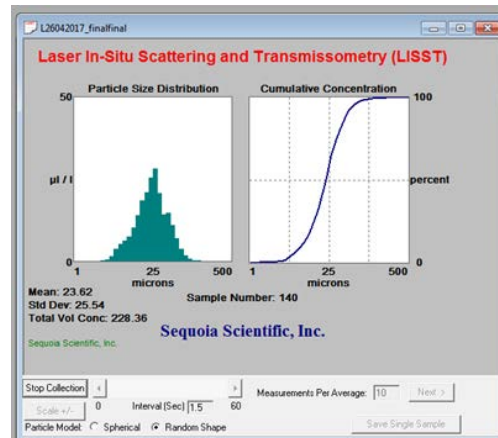 L26042017_finalfinal
Laser In-Situ Scattering and Transmissometry (LISST)
Particle Size Distribution
50
µl / l
0
1 25 500
microns
Cumulative Concentration
100
percent
0
1 25 500
microns
Mean: 23.62
Std Dev: 25.54
Total Vol Conc: 228.36
Sample Number: 140
Sequoia Scientific, Inc.
Sequoia Scientific, Inc.
Stop Collection
Scale +/-
0 Interval (Sec) 1.5 60
Measurements Per Average: 10 Next >
Particle Model: Spherical Random Shape
Save Single Sample